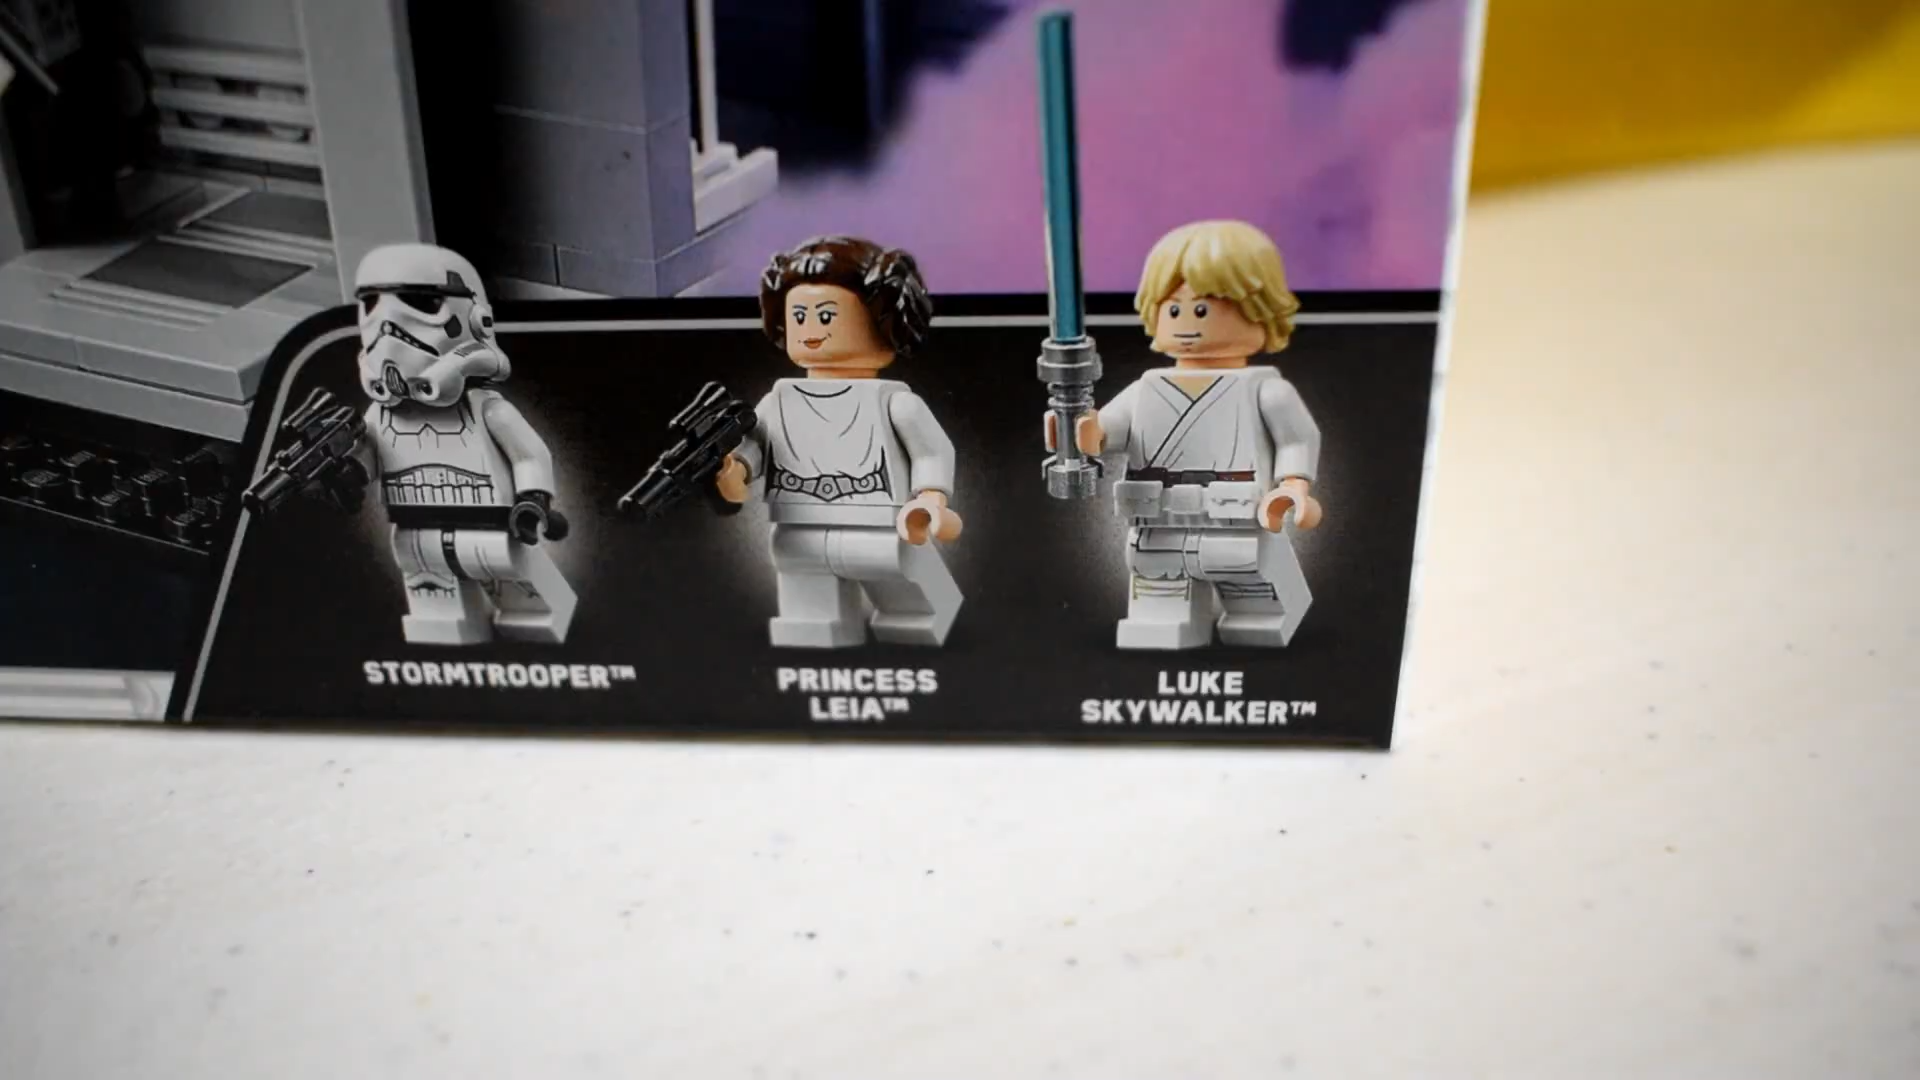 STORMTROOPER™
PRINCESS
LEIA™
LUKE
SKYWALKER™